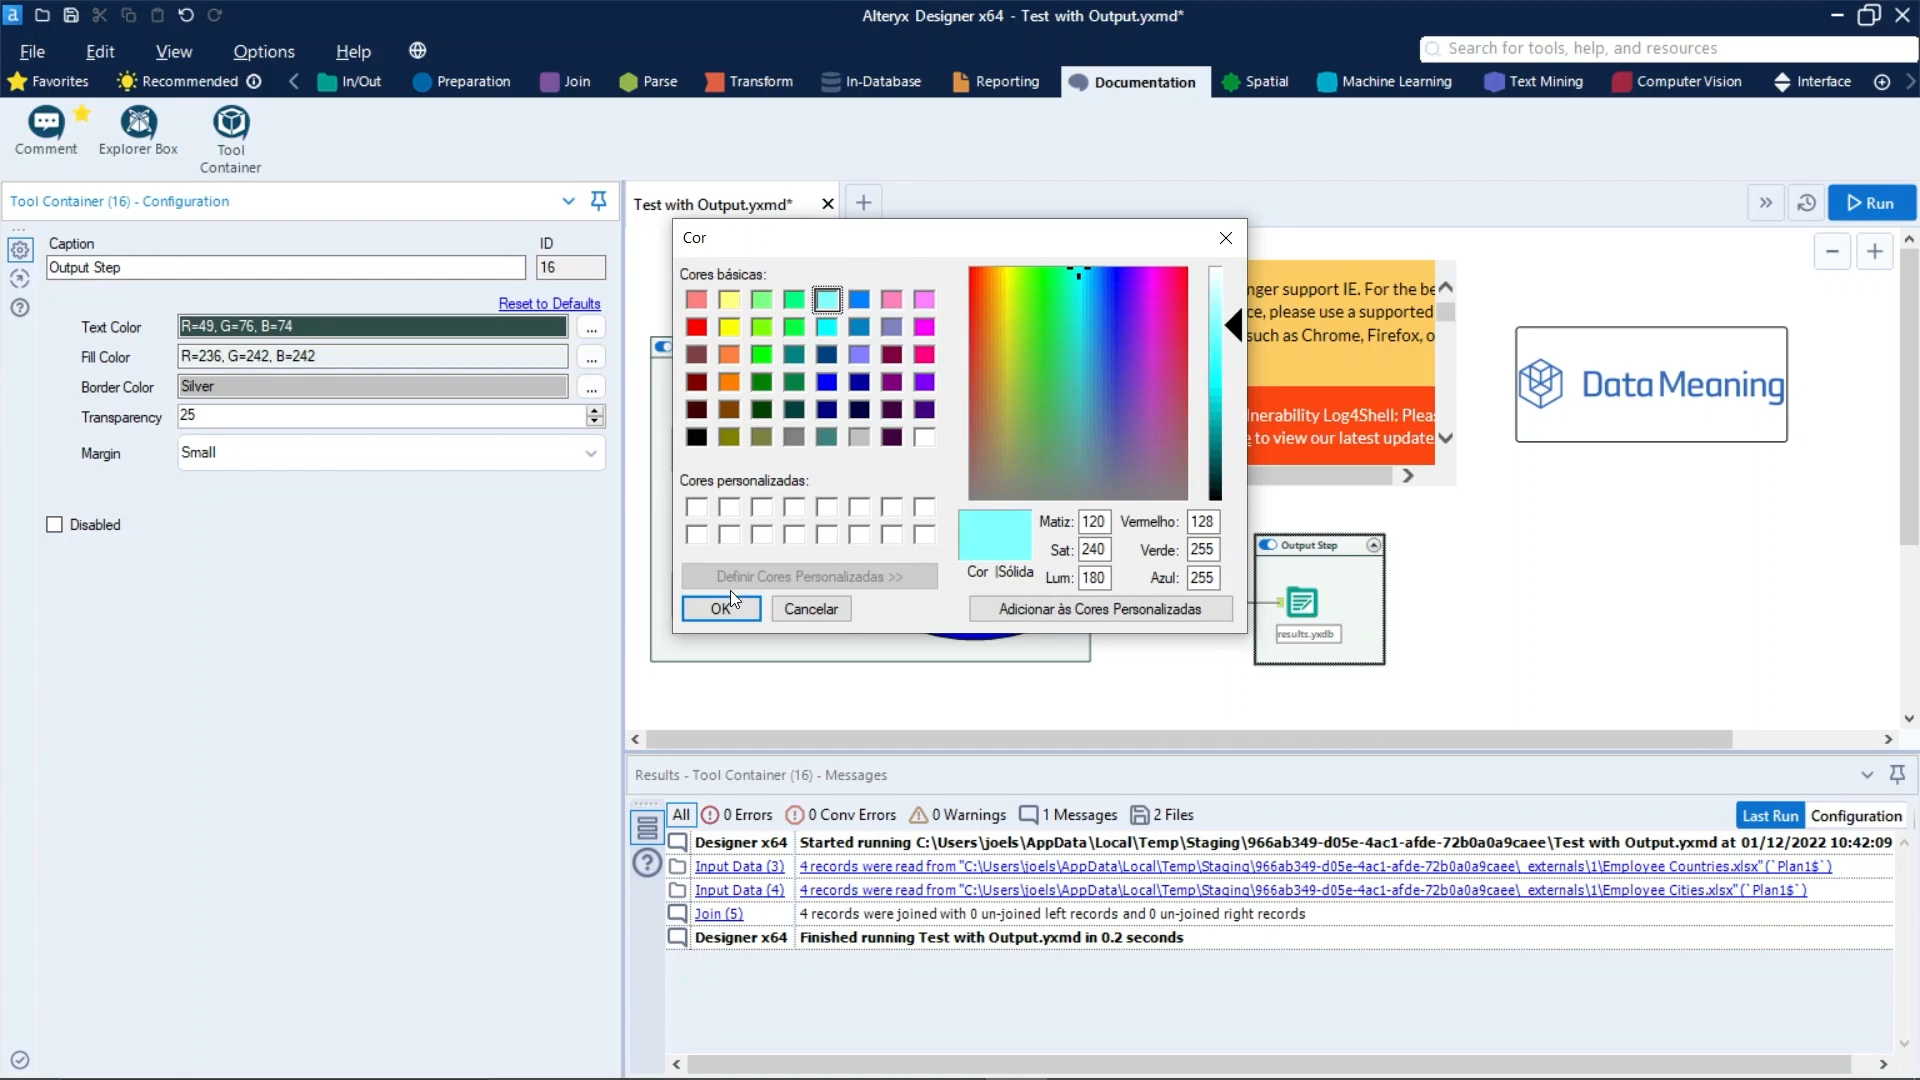 Alteryx Designer x64 - Test with Output.yxmd*
File Edit View Options Help
Search for tools, help, and resources
Favorites Recommended In/Out Preparation Join Parse Transform In-Database Reporting Documentation Spatial Machine Learning Text Mining Computer Vision Interface
Comment Explorer Box Tool Container
Tool Container (16) - Configuration
Caption ID
Output Step 16
Reset to Defaults
Text Color R=49, G=76, B=74 ...
Fill Color R=236, G=242, B=242 ...
Border Color Silver ...
Transparency 25
Margin Small
Disabled
Test with Output.yxmd*
Run
Cor
Cores básicas:
Cores personalizadas:
Definir Cores Personalizadas >>
OK Cancelar
Matiz: 120 Vermelho: 128
Sat: 240 Verde: 255
Cor |Sólida Lum: 180 Azul: 255
Adicionar às Cores Personalizadas
nger support IE. For the be
ce, please use a supported
such as Chrome, Firefox, o
lnerability Log4Shell: Pleas
e to view our latest update
Data Meaning
Output Step
results.yxdb
Results - Tool Container (16) - Messages
All 0 Errors 0 Conv Errors 0 Warnings 1 Messages 2 Files Last Run Configuration
Designer x64 Started running C:\Users\joels\AppData\Local\Temp\Staging\966ab349-d05e-4ac1-afde-72b0a0a9caee\Test with Output.yxmd at 01/12/2022 10:42:09
Input Data (3) 4 records were read from "C:\Users\joels\AppData\Local\Temp\Staging\966ab349-d05e-4ac1-afde-72b0a0a9caee\_externals\1\Employee Countries.xlsx" (`Plan1$`)
Input Data (4) 4 records were read from "C:\Users\joels\AppData\Local\Temp\Staging\966ab349-d05e-4ac1-afde-72b0a0a9caee\_externals\1\Employee Cities.xlsx" (`Plan1$`)
Join (5) 4 records were joined with 0 un-joined left records and 0 un-joined right records
Designer x64 Finished running Test with Output.yxmd in 0.2 seconds